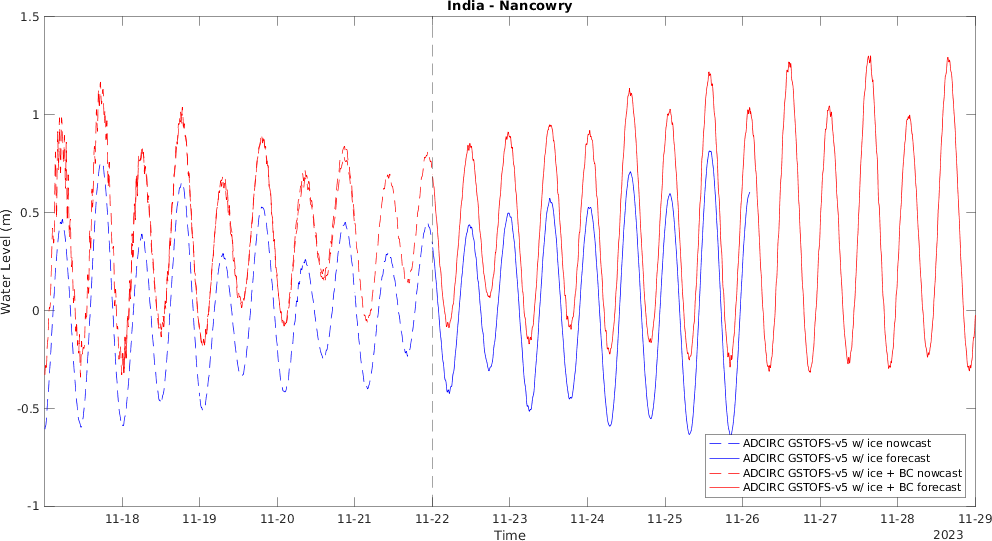 India - Nancowry
1.5
1
0.5
0
-0.5
-1
Water Level (m)
ADCIRC GSTOFS-v5 w/ ice nowcast
ADCIRC GSTOFS-v5 w/ ice forecast
ADCIRC GSTOFS-v5 w/ ice + BC nowcast
ADCIRC GSTOFS-v5 w/ ice + BC forecast
11-18 11-19 11-20 11-21 11-22 11-23 11-24 11-25 11-26 11-27 11-28 11-29
Time
2023